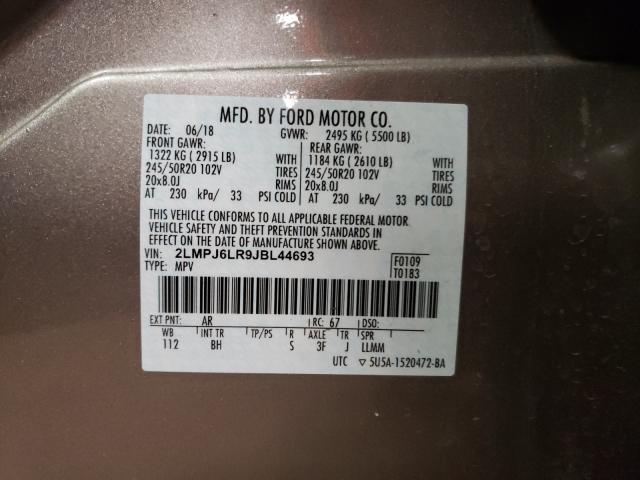 MFD. BY FORD MOTOR CO.
DATE: 06/18 GVWR: 2495 KG ( 5500 LB)
FRONT GAWR: REAR GAWR:
1322 KG ( 2915 LB) WITH 1184 KG ( 2610 LB) WITH
245/50R20 102V TIRES 245/50R20 102V TIRES
20x8.0J RIMS 20x8.0J RIMS
AT 230 kPa/ 33 PSI COLD AT 230 kPa/ 33 PSI COLD
THIS VEHICLE CONFORMS TO ALL APPLICABLE FEDERAL MOTOR
VEHICLE SAFETY AND THEFT PREVENTION STANDARDS IN
EFFECT ON THE DATE OF MANUFACTURE SHOWN ABOVE.
VIN: 2LMPJ6LR9JBL44693 F0109
TYPE: MPV T0183
EXT PNT: AR RC: 67 DSO:
WB INT TR TP/PS R AXLE TR SPR
112 BH S 3F J LLMM
UTC ▽ 5U5A-1520472-BA